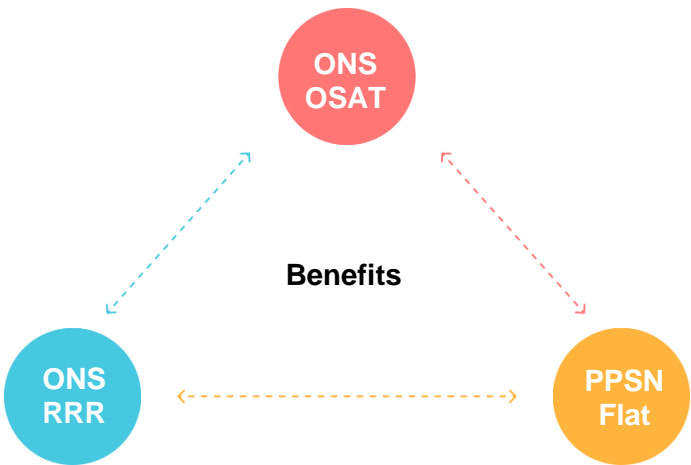 ONS
OSAT
Benefits
ONS
RRR
PPSN
Flat